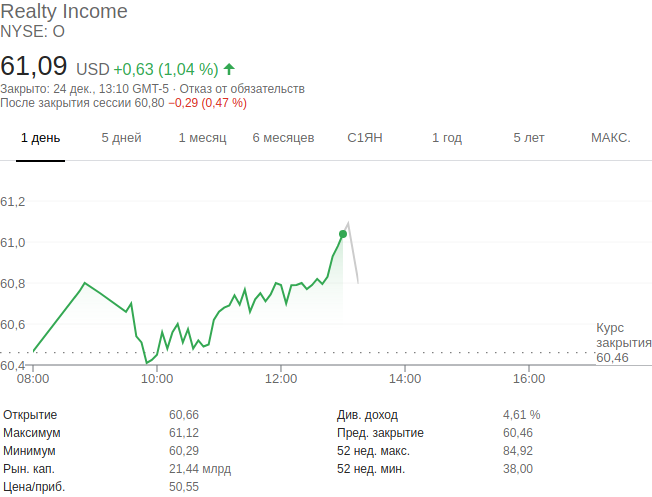 Realty Income
NYSE: O
61,09 USD +0,63 (1,04 %)
Закрыто: 24 дек., 13:10 GMT-5 · Отказ от обязательств
После закрытия сессии 60,80 −0,29 (0,47 %)
1 день 5 дней 1 месяц 6 месяцев С1ЯН 1 год 5 лет МАКС.
61,2
61,0
60,8
60,6
60,4
Курс
закрытия
60,46
08:00 10:00 12:00 14:00 16:00
Открытие 60,66 Див. доход 4,61 %
Максимум 61,12 Пред. закрытие 60,46
Минимум 60,29 52 нед. макс. 84,92
Рын. кап. 21,44 млрд 52 нед. мин. 38,00
Цена/приб. 50,55